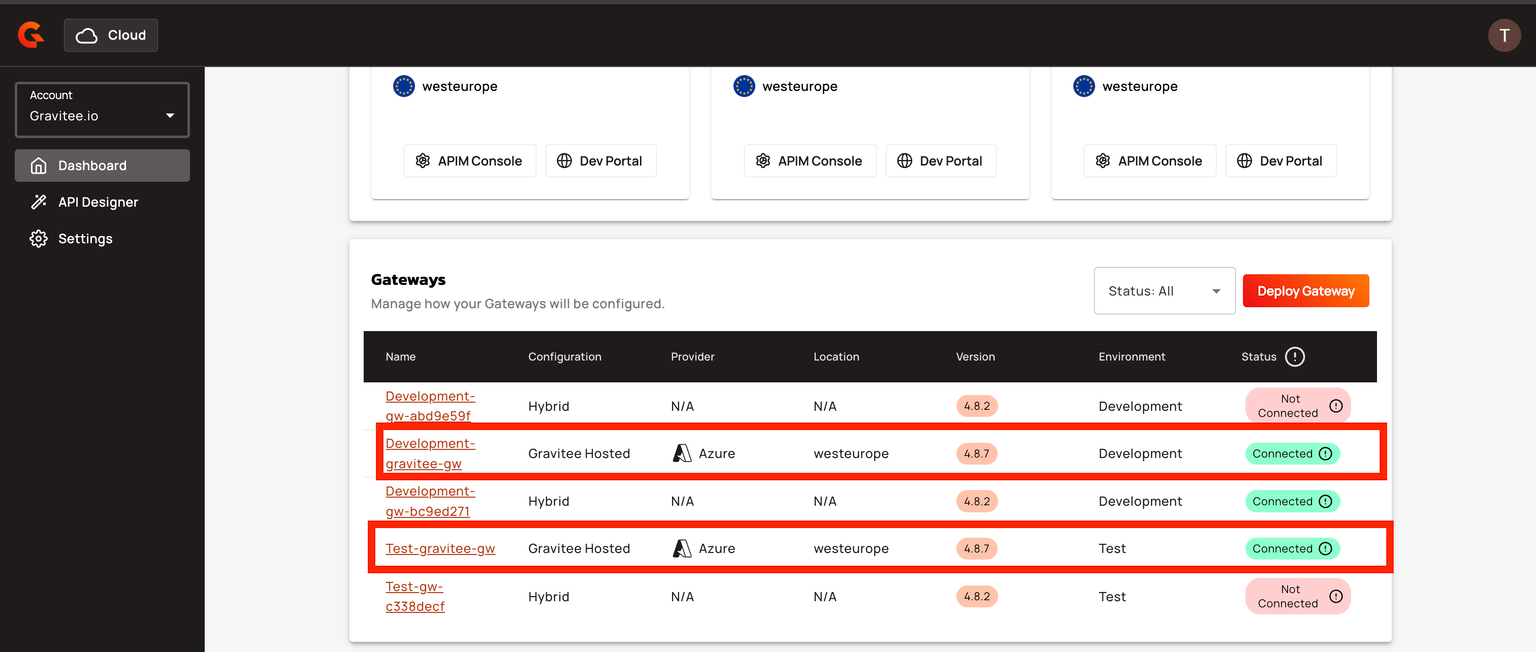 Cloud
T
Account
Gravitee.io
Dashboard
API Designer
Settings
westeurope
westeurope
westeurope
APIM Console
Dev Portal
APIM Console
Dev Portal
APIM Console
Dev Portal
Gateways
Manage how your Gateways will be configured.
Status: All
Deploy Gateway
Name Configuration Provider Location Version Environment Status
Development-
gw-abd9e59f
Hybrid N/A N/A 4.8.2 Development
Not
Connected
Development-
gravitee-gw
Gravitee Hosted Azure westeurope 4.8.7 Development Connected
Development-
gw-bc9ed271
Hybrid N/A N/A 4.8.2 Development Connected
Test-gravitee-gw Gravitee Hosted Azure westeurope 4.8.7 Test Connected
Test-gw-
c338decf
Hybrid N/A N/A 4.8.2 Test
Not
Connected